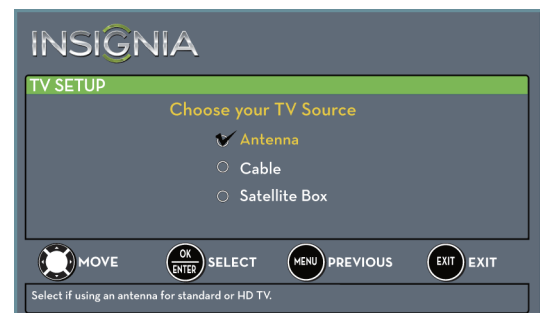 INSIGNIA
TV SETUP
Choose your TV Source
Antenna
Cable
Satellite Box
MOVE OK ENTER SELECT MENU PREVIOUS EXIT EXIT
Select if using an antenna for standard or HD TV.